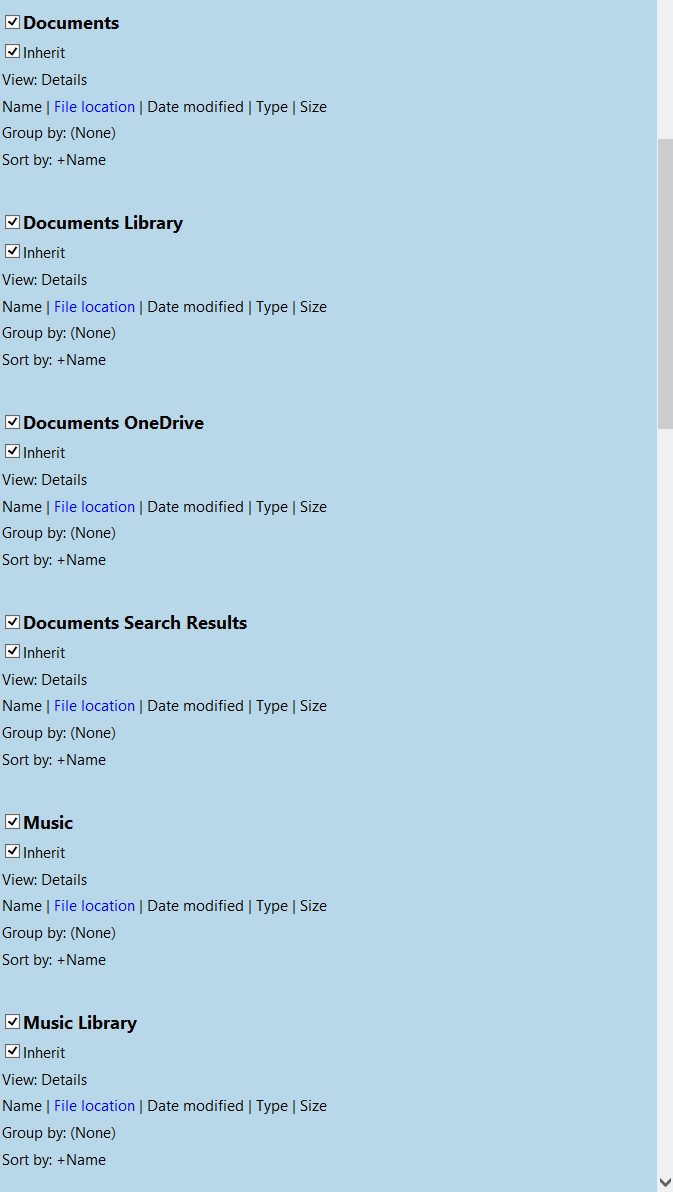 Documents
Inherit
View: Details
Name | File location | Date modified | Type | Size
Group by: (None)
Sort by: +Name
Documents Library
Inherit
View: Details
Name | File location | Date modified | Type | Size
Group by: (None)
Sort by: +Name
Documents OneDrive
Inherit
View: Details
Name | File location | Date modified | Type | Size
Group by: (None)
Sort by: +Name
Documents Search Results
Inherit
View: Details
Name | File location | Date modified | Type | Size
Group by: (None)
Sort by: +Name
Music
Inherit
View: Details
Name | File location | Date modified | Type | Size
Group by: (None)
Sort by: +Name
Music Library
Inherit
View: Details
Name | File location | Date modified | Type | Size
Group by: (None)
Sort by: +Name